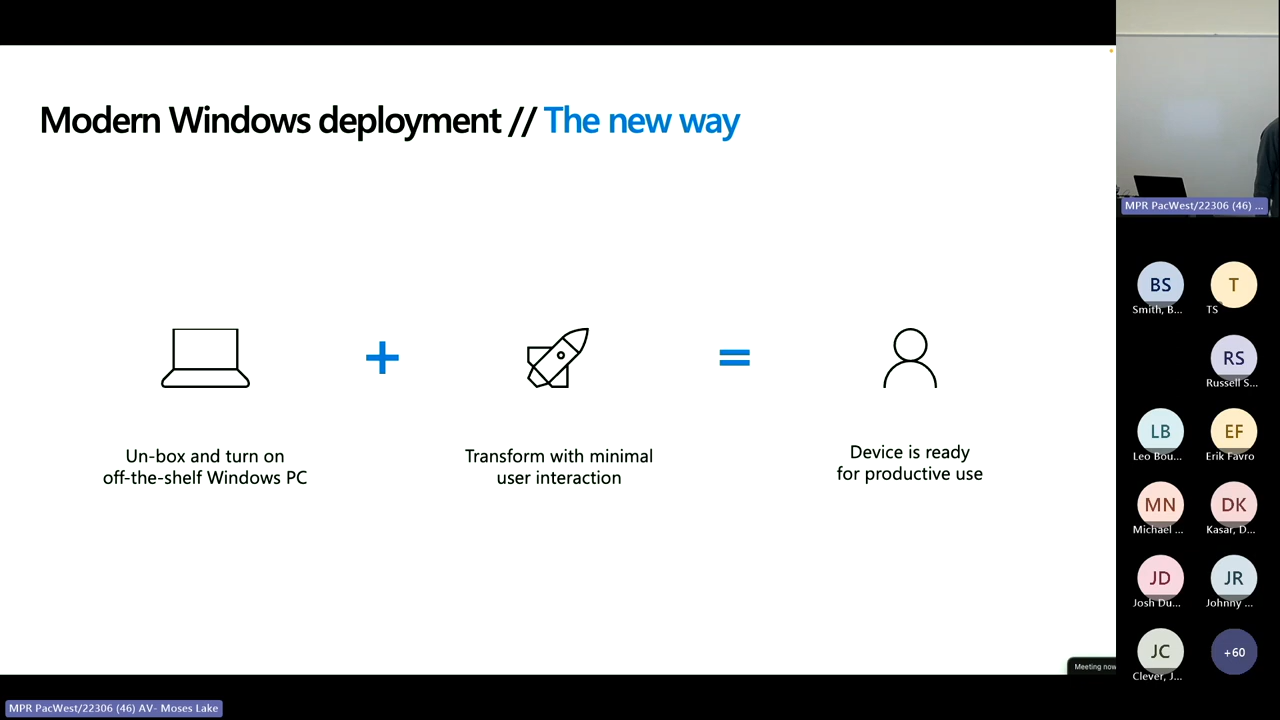 Modern Windows deployment // The new way
Un-box and turn on
off-the-shelf Windows PC
+
Transform with minimal
user interaction
=
Device is ready
for productive use
Meeting now
MPR PacWest/22306 (46) AV- Moses Lake
MPR PacWest/22306 (46) ...
BS
Smith, B...
T
TS
RS
Russell S...
LB
Leo Bou...
EF
Erik Favro
MN
Michael ...
DK
Kasar, D...
JD
Josh Du...
JR
Johnny ...
JC
Clever, J...
+60